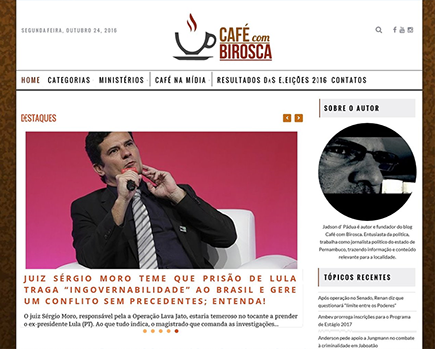 SEGUNDA-FEIRA, OUTUBRO 24, 2016
CAFÉ com
BIROSCA
HOME CATEGORIAS MINISTÉRIOS CAFÉ NA MÍDIA RESULTADOS DAS ELEIÇÕES 2016 CONTATOS
DESTAQUES
JUIZ SÉRGIO MORO TEME QUE PRISÃO DE LULA
TRAGA “INGOVERNABILIDADE” AO BRASIL E GERE
UM CONFLITO SEM PRECEDENTES; ENTENDA!
O juiz Sérgio Moro, responsável pela a Operação Lava Jato, estaria temeroso no tocante a prender
o ex-presidente Lula (PT). Ao que tudo indica, o magistrado que comanda as investigações...
SOBRE O AUTOR
Jadson d' Pádua é autor e fundador do blog
Café com Birosca. Entusiasta da política,
trabalha como jornalista político do estado de
Pernambuco, trazendo informação e conteúdo
relevante para a localidade.
TÓPICOS RECENTES
Após operação no Senado, Renan diz que
questionará "limite entre os Poderes"
Ambev prorroga inscrições para o Programa
de Estágio 2017
Anderson pede apoio a Jungmann no combate
à criminalidade em Jaboatão